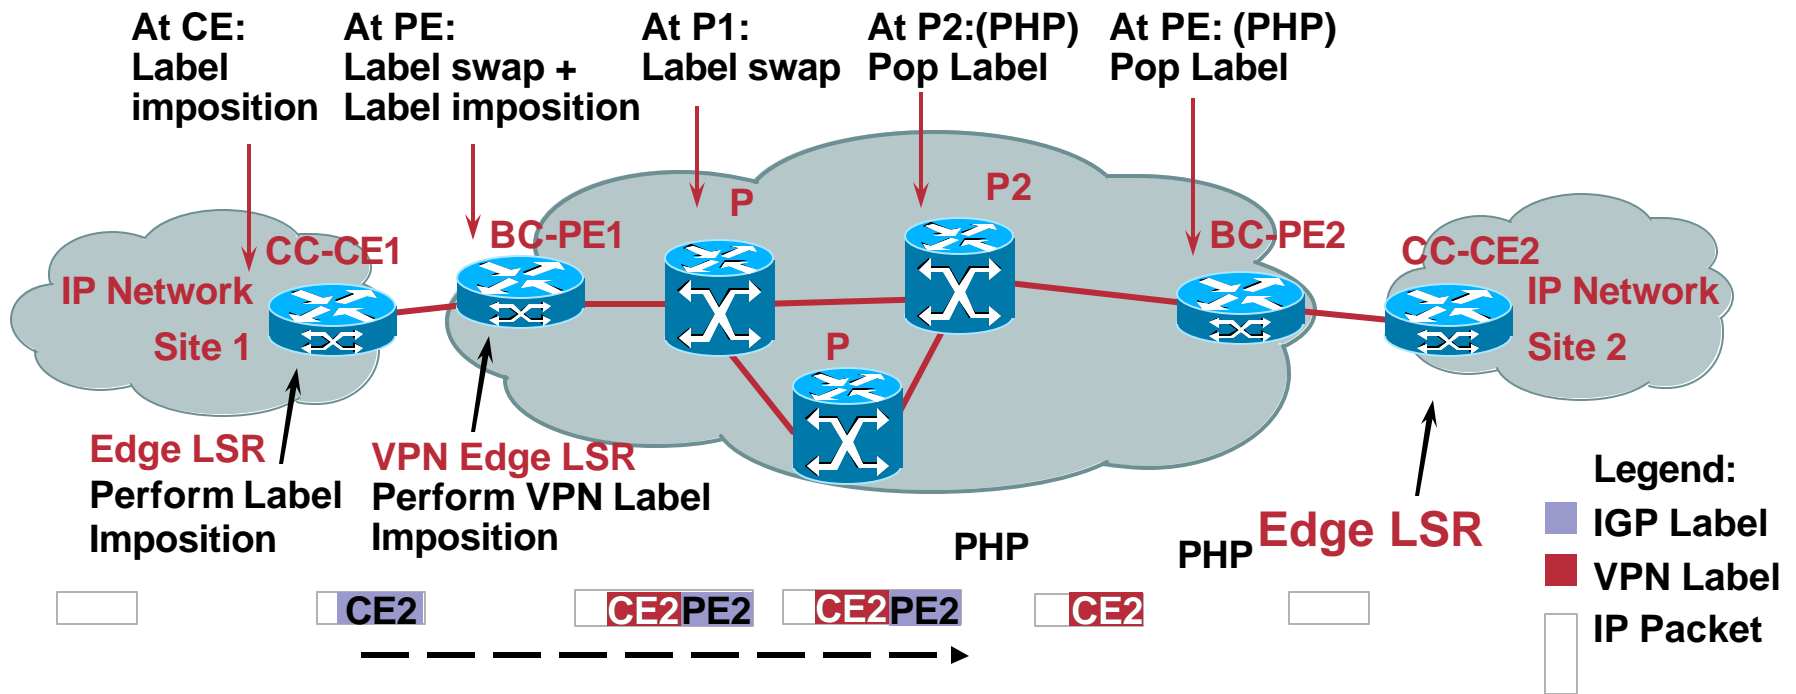 At CE:
Label
imposition
At PE:
Label swap +
Label imposition
At P1:
Label swap
At P2:(PHP)
Pop Label
At PE: (PHP)
Pop Label
P
P2
CC-CE1
BC-PE1
BC-PE2
CC-CE2
IP Network
Site 1
P
IP Network
Site 2
Edge LSR
Perform Label
Imposition
VPN Edge LSR
Perform VPN Label
Imposition
PHP
PHP
Edge LSR
Legend:
IGP Label
VPN Label
IP Packet
CE2
CE2 PE2
CE2 PE2
CE2